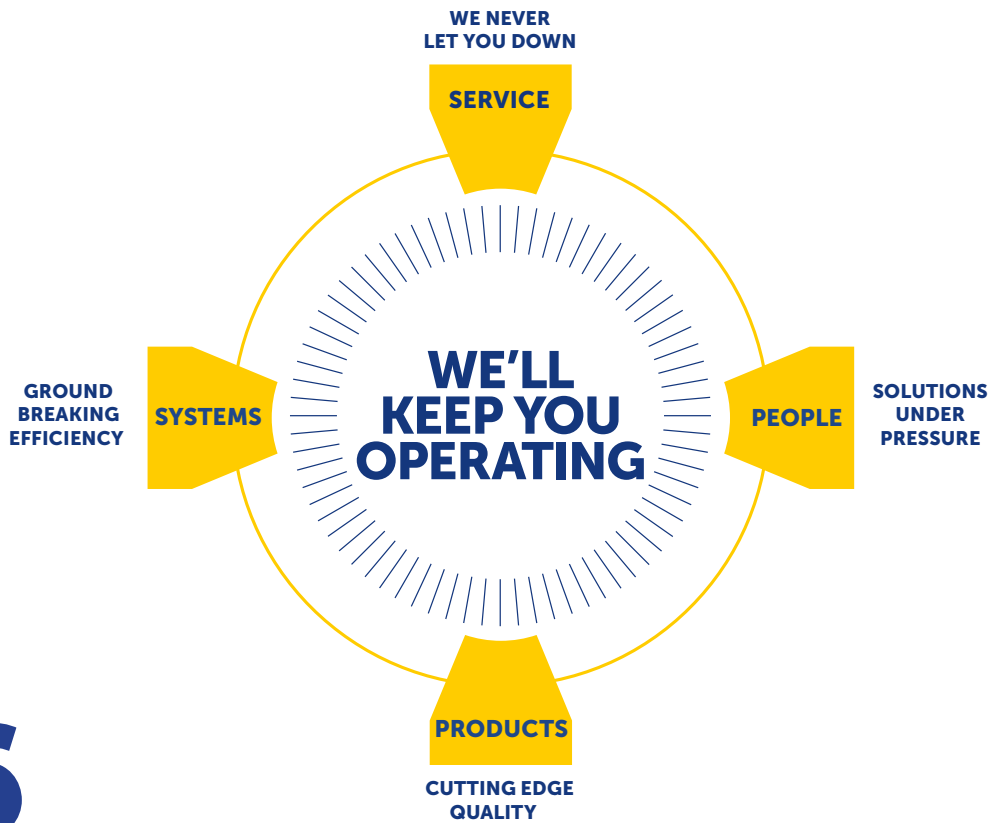 WE NEVER
LET YOU DOWN
SERVICE
GROUND
BREAKING
EFFICIENCY
SYSTEMS
WE'LL
KEEP YOU
OPERATING
PEOPLE
SOLUTIONS
UNDER
PRESSURE
PRODUCTS
CUTTING EDGE
QUALITY